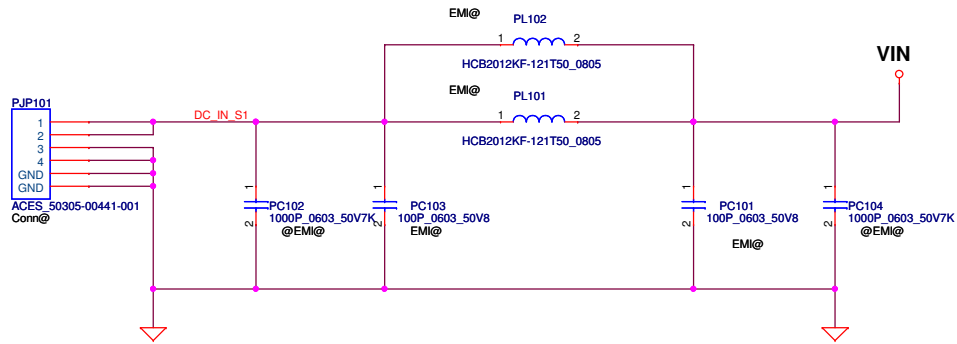 EMI@
PL102
1
2
HCB2012KF-121T50_0805
VIN
EMI@
PL101
1
2
HCB2012KF-121T50_0805
PJP101
DC_IN_S1
1
2
3
4
GND
GND
ACES_50305-00441-001
Conn@
1
PC102
1000P_0603_50V7K
2
@EMI@
1
PC103
100P_0603_50V8
2
EMI@
1
PC101
100P_0603_50V8
2
EMI@
1
PC104
1000P_0603_50V7K
2
@EMI@